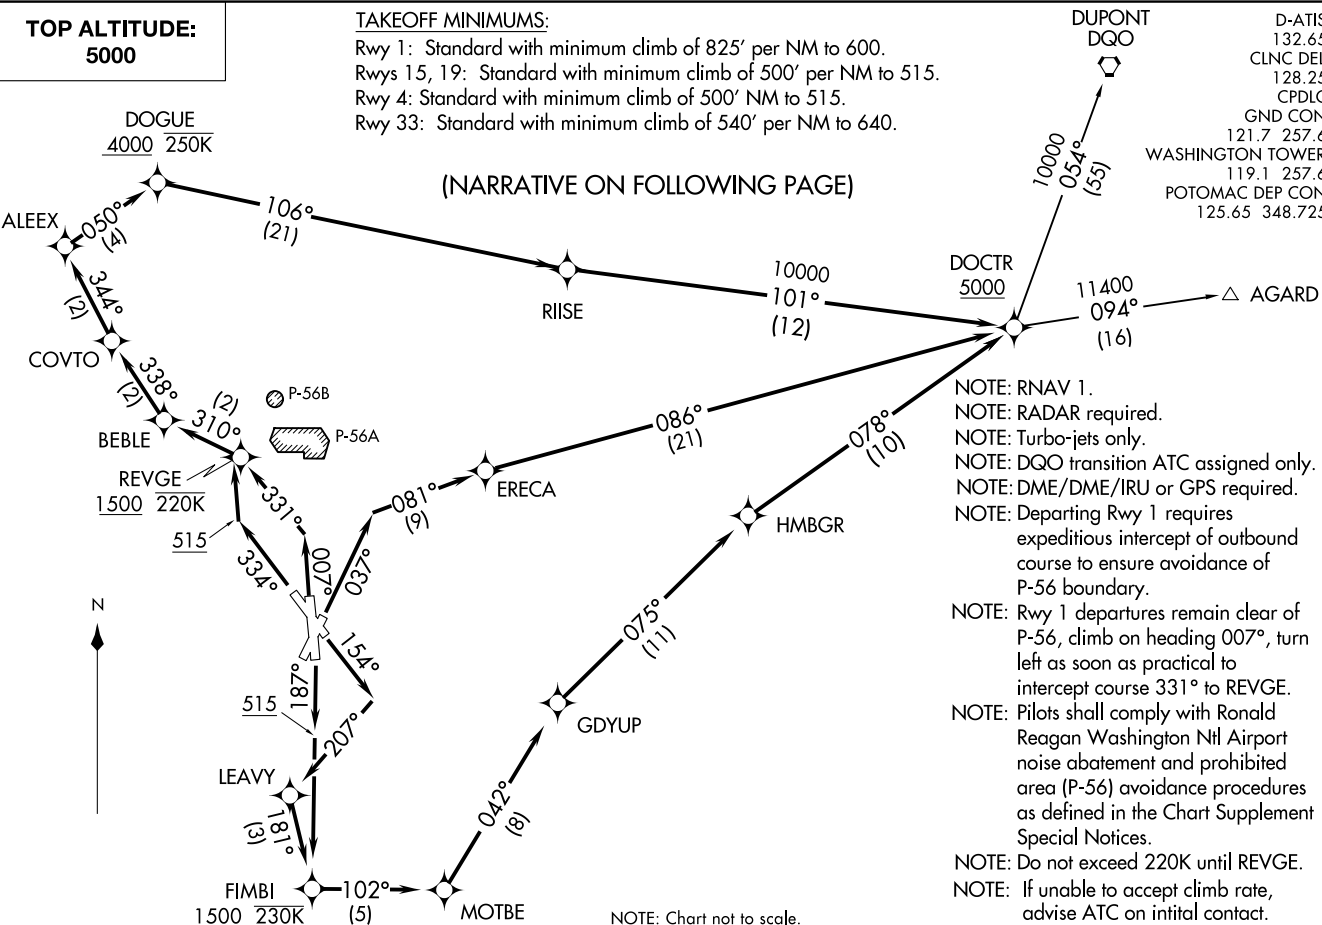 TOP ALTITUDE:
5000
TAKEOFF MINIMUMS:
Rwy 1: Standard with minimum climb of 825' per NM to 600.
Rwys 15, 19: Standard with minimum climb of 500' per NM to 515.
Rwy 4: Standard with minimum climb of 500' NM to 515.
Rwy 33: Standard with minimum climb of 540' per NM to 640.
(NARRATIVE ON FOLLOWING PAGE)
DUPONT
DQO
D-ATIS
132.65
CLNC DEL
128.25
CPDLC
GND CON
121.7 257.6
WASHINGTON TOWER
119.1 257.6
POTOMAC DEP CON
125.65 348.725
DOGUE
4000 250K
ALEEX
050°
(4)
106°
(21)
RIISE
10000
101°
(12)
DOCTR
5000
10000
054°
(55)
11400
094°
(16)
AGARD
344°
(2)
COVTO
338°
(2)
BEBLE
(2)
310°
P-56B
P-56A
REVGE
1500 220K
515
331°
334°
007°
037°
081°
(9)
ERECA
086°
(21)
078°
(10)
HMBGR
075°
(11)
GDYUP
042°
(8)
N
154°
187°
515
207°
LEAVY
181°
(3)
FIMBI
1500 230K
102°
(5)
MOTBE
NOTE: Chart not to scale.
NOTE: RNAV 1.
NOTE: RADAR required.
NOTE: Turbo-jets only.
NOTE: DQO transition ATC assigned only.
NOTE: DME/DME/IRU or GPS required.
NOTE: Departing Rwy 1 requires
expeditious intercept of outbound
course to ensure avoidance of
P-56 boundary.
NOTE: Rwy 1 departures remain clear of
P-56, climb on heading 007°, turn
left as soon as practical to
intercept course 331° to REVGE.
NOTE: Pilots shall comply with Ronald
Reagan Washington Ntl Airport
noise abatement and prohibited
area (P-56) avoidance procedures
as defined in the Chart Supplement
Special Notices.
NOTE: Do not exceed 220K until REVGE.
NOTE: If unable to accept climb rate,
advise ATC on intital contact.